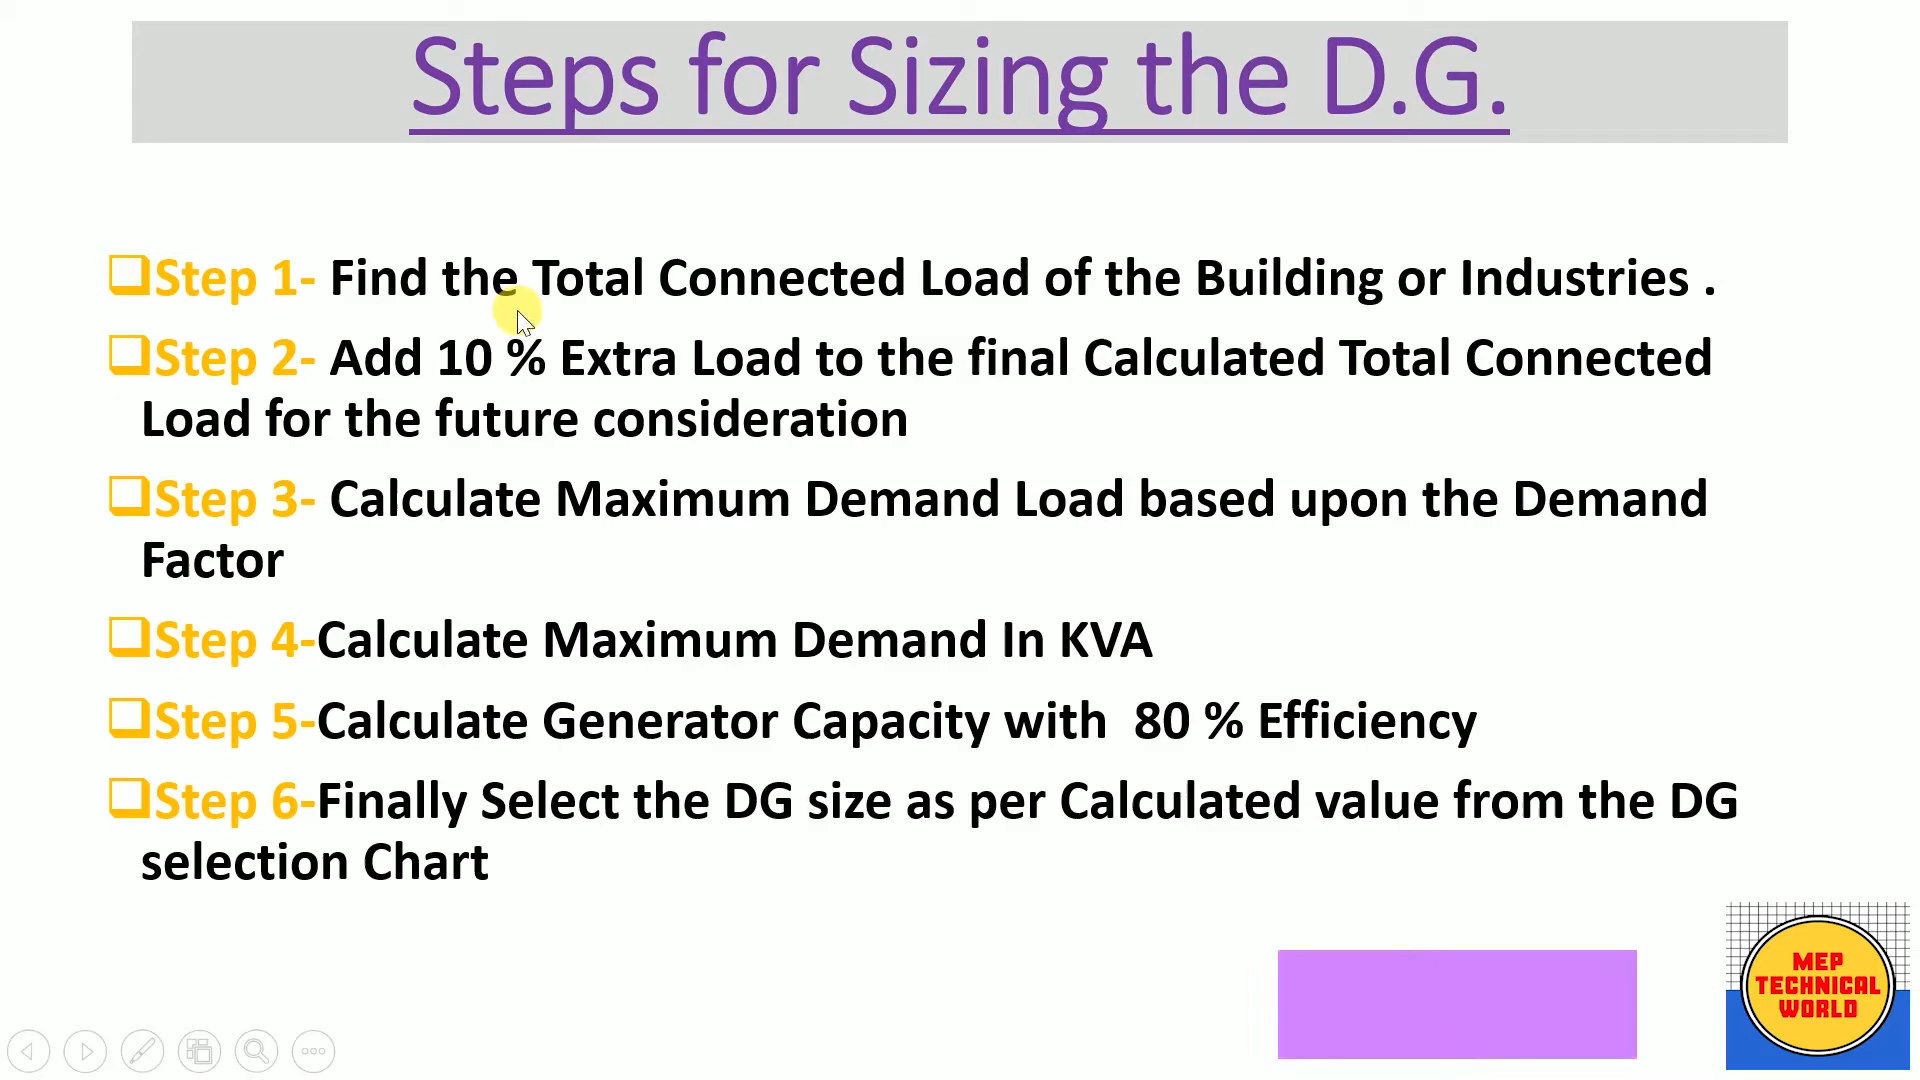 Steps for Sizing the D.G.
Step 1- Find the Total Connected Load of the Building or Industries .
Step 2- Add 10 % Extra Load to the final Calculated Total Connected
Load for the future consideration
Step 3- Calculate Maximum Demand Load based upon the Demand
Factor
Step 4-Calculate Maximum Demand In KVA
Step 5-Calculate Generator Capacity with  80 % Efficiency
Step 6-Finally Select the DG size as per Calculated value from the DG
selection Chart
MEP
TECHNICAL
WORLD